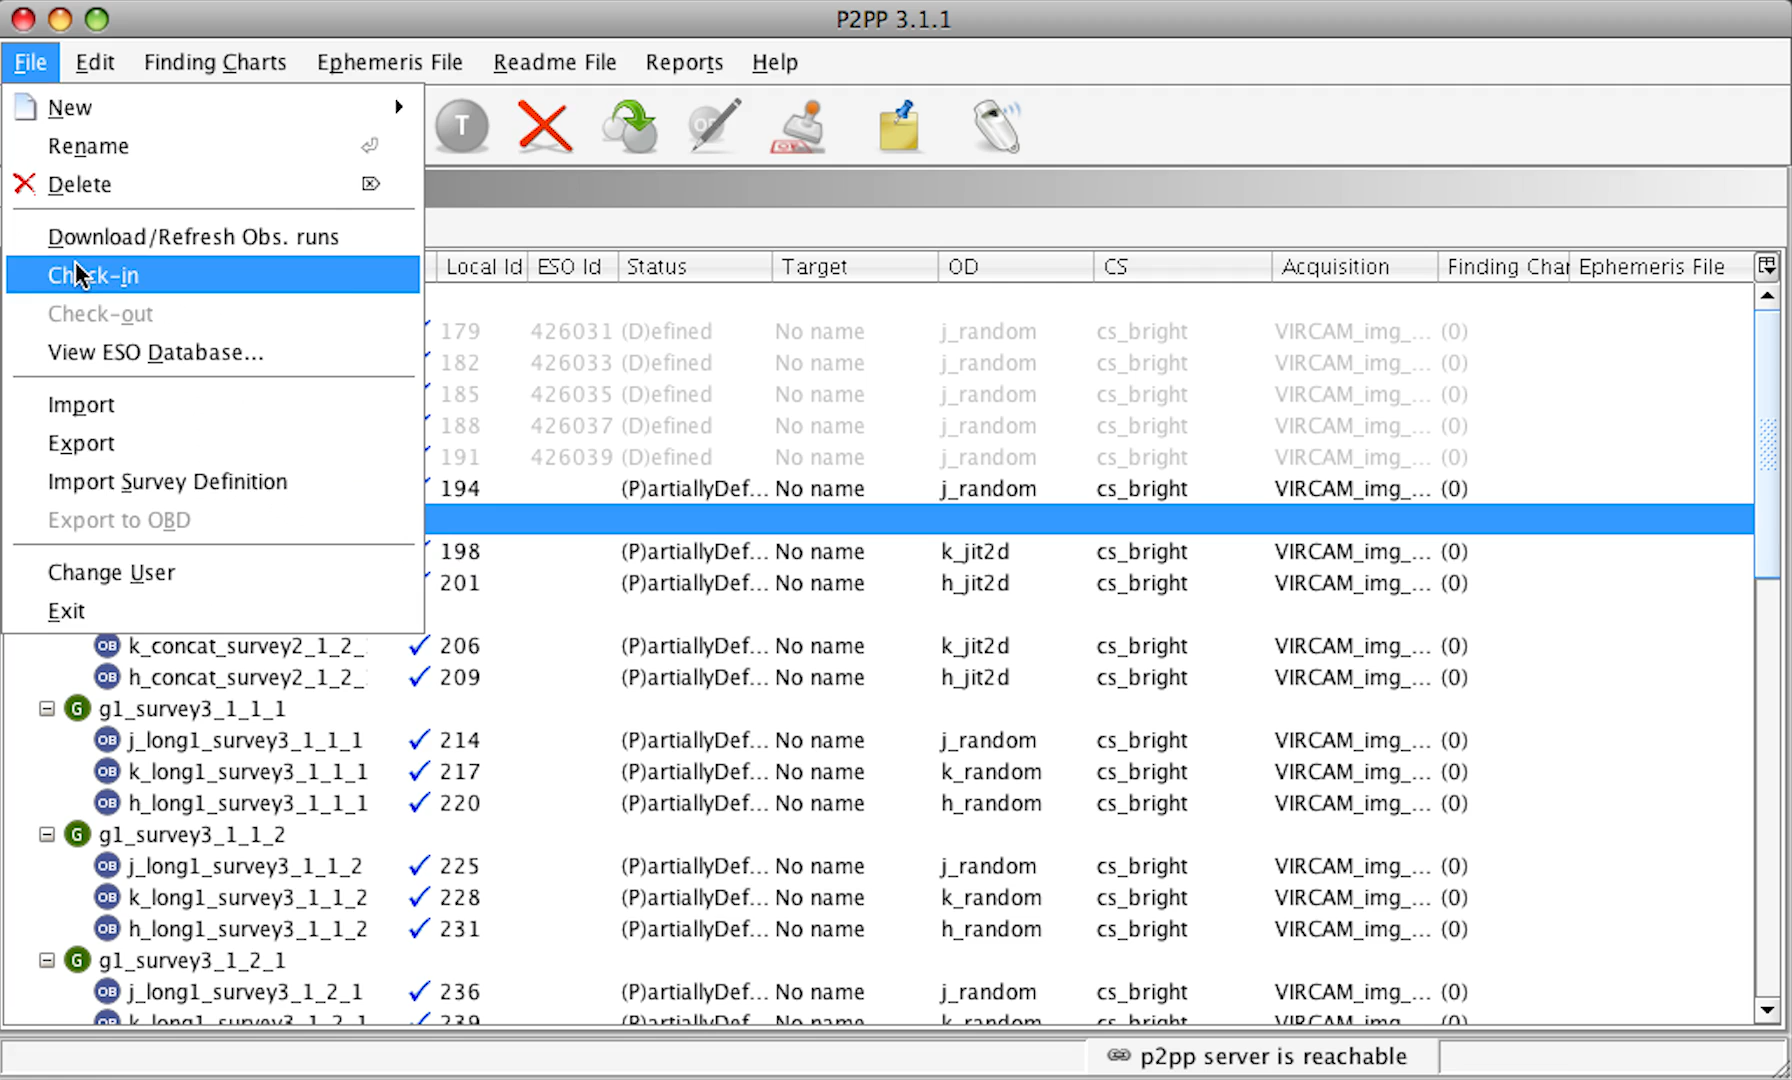 P2PP 3.1.1
File Edit Finding Charts Ephemeris File Readme File Reports Help
New
Rename
Delete
Download/Refresh Obs. runs
Check-in
Check-out
View ESO Database...
Import
Export
Import Survey Definition
Export to OBD
Change User
Exit
T
Local Id ESO Id Status Target OD CS Acquisition Finding Char Ephemeris File
179 426031 (D)efined No name j_random cs_bright VIRCAM_img_... (0)
182 426033 (D)efined No name j_random cs_bright VIRCAM_img_... (0)
185 426035 (D)efined No name j_random cs_bright VIRCAM_img_... (0)
188 426037 (D)efined No name j_random cs_bright VIRCAM_img_... (0)
191 426039 (D)efined No name j_random cs_bright VIRCAM_img_... (0)
194 (P)artiallyDef... No name j_random cs_bright VIRCAM_img_... (0)
198 (P)artiallyDef... No name k_jit2d cs_bright VIRCAM_img_... (0)
201 (P)artiallyDef... No name h_jit2d cs_bright VIRCAM_img_... (0)
OB k_concat_survey2_1_2_ 206 (P)artiallyDef... No name k_jit2d cs_bright VIRCAM_img_... (0)
OB h_concat_survey2_1_2_ 209 (P)artiallyDef... No name h_jit2d cs_bright VIRCAM_img_... (0)
G g1_survey3_1_1_1
OB j_long1_survey3_1_1_1 214 (P)artiallyDef... No name j_random cs_bright VIRCAM_img_... (0)
OB k_long1_survey3_1_1_1 217 (P)artiallyDef... No name k_random cs_bright VIRCAM_img_... (0)
OB h_long1_survey3_1_1_1 220 (P)artiallyDef... No name h_random cs_bright VIRCAM_img_... (0)
G g1_survey3_1_1_2
OB j_long1_survey3_1_1_2 225 (P)artiallyDef... No name j_random cs_bright VIRCAM_img_... (0)
OB k_long1_survey3_1_1_2 228 (P)artiallyDef... No name k_random cs_bright VIRCAM_img_... (0)
OB h_long1_survey3_1_1_2 231 (P)artiallyDef... No name h_random cs_bright VIRCAM_img_... (0)
G g1_survey3_1_2_1
OB j_long1_survey3_1_2_1 236 (P)artiallyDef... No name j_random cs_bright VIRCAM_img_... (0)
OB k_long1_survey3_1_2_1 239 (P)artiallyDef... No name k_random cs_bright VIRCAM_img_... (0)
p2pp server is reachable